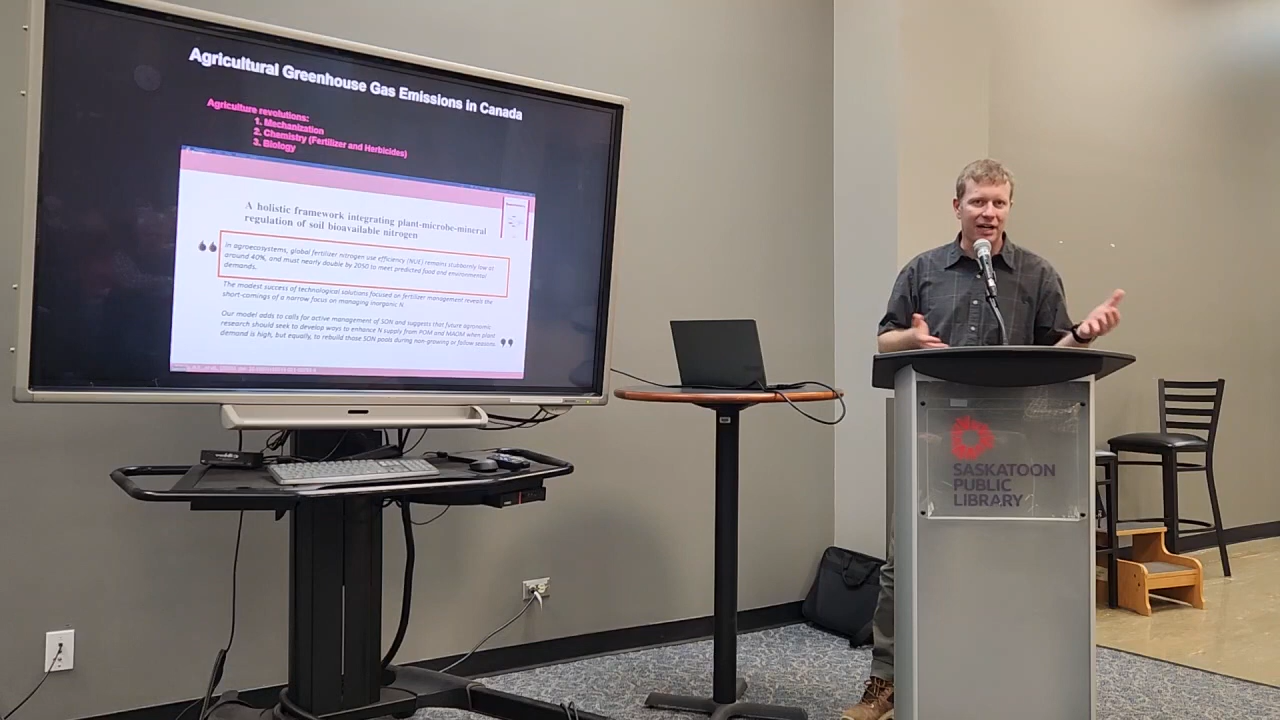 Agricultural Greenhouse Gas Emissions in Canada
Agriculture revolutions:
1. Mechanization
2. Chemistry (Fertilizer and Herbicides)
3. Biology
A holistic framework integrating plant-microbe-mineral
regulation of soil bioavailable nitrogen
In agroecosystems, global fertilizer nitrogen use efficiency (NUE) remains stubbornly low at
around 40%, and must nearly double by 2050 to meet predicted food and environmental
demands.
The modest success of technological solutions focused on fertilizer management reveals the
short-comings of a narrow focus on managing inorganic N.
Our model adds to calls for active management of SON and suggests that future agronomic
research should seek to develop ways to enhance N supply from POM and MAOM when plant
demand is high, but equally, to rebuild those SON pools during non-growing or fallow seasons.
SASKATOON
PUBLIC
LIBRARY